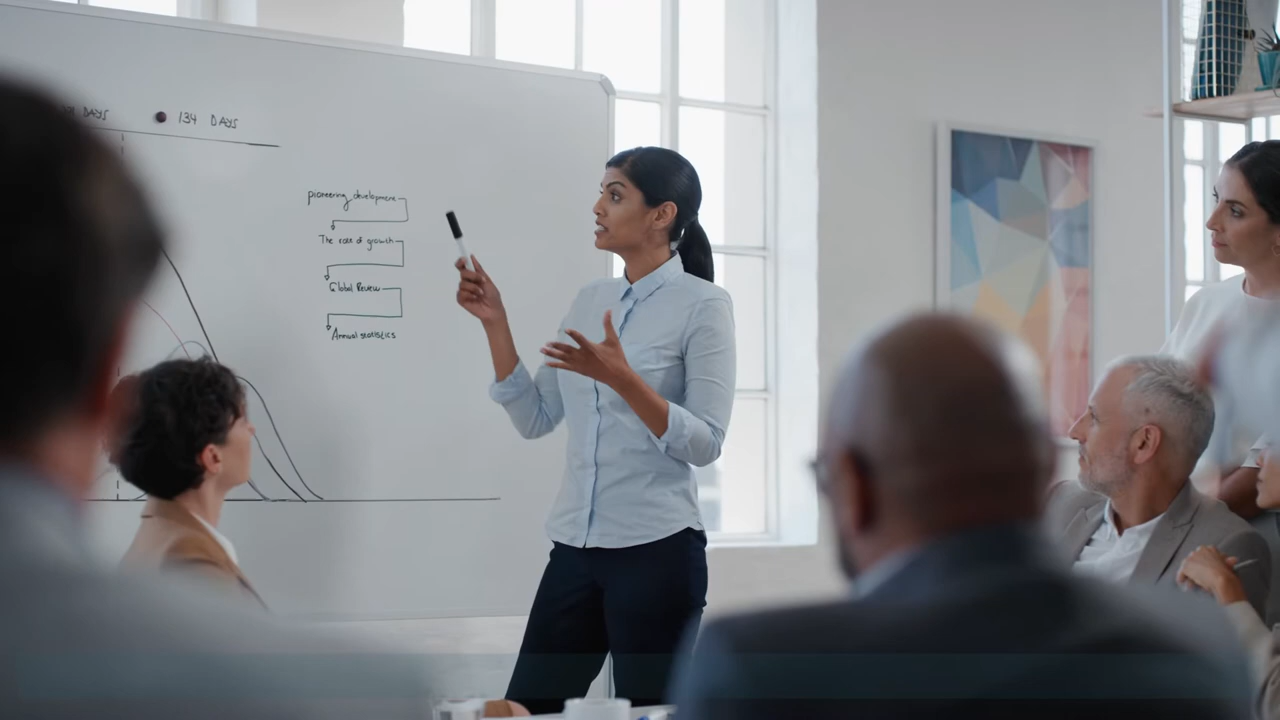 DAYS
134 DAYS
pioneering development
The role of growth
Global Review
Annual statistics